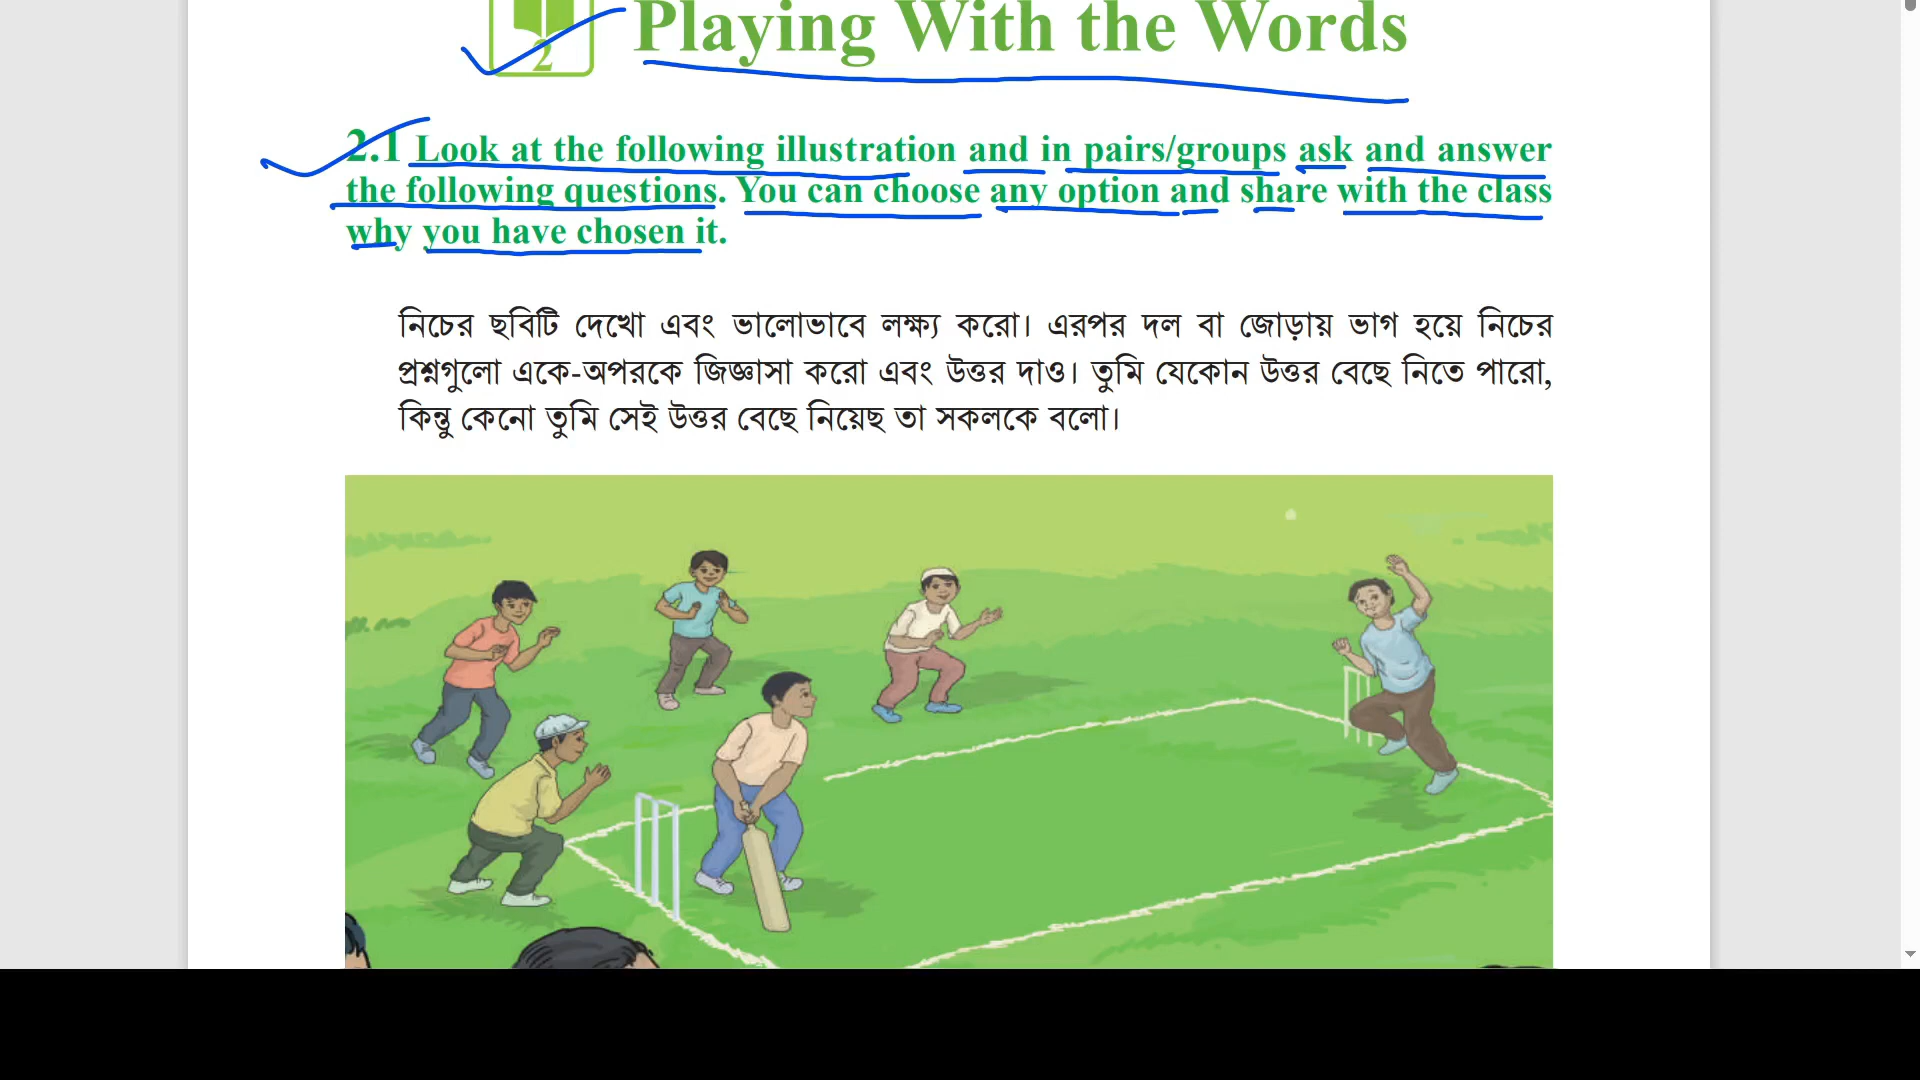 2 Playing With the Words
2.1 Look at the following illustration and in pairs/groups ask and answer
the following questions. You can choose any option and share with the class
why you have chosen it.
নিচের ছবিটি দেখো এবং ভালোভাবে লক্ষ্য করো। এরপর দল বা জোড়ায় ভাগ হয়ে নিচের
প্রশ্নগুলো একে-অপরকে জিজ্ঞাসা করো এবং উত্তর দাও। তুমি যেকোন উত্তর বেছে নিতে পারো,
কিন্তু কেনো তুমি সেই উত্তর বেছে নিয়েছ তা সকলকে বলো।